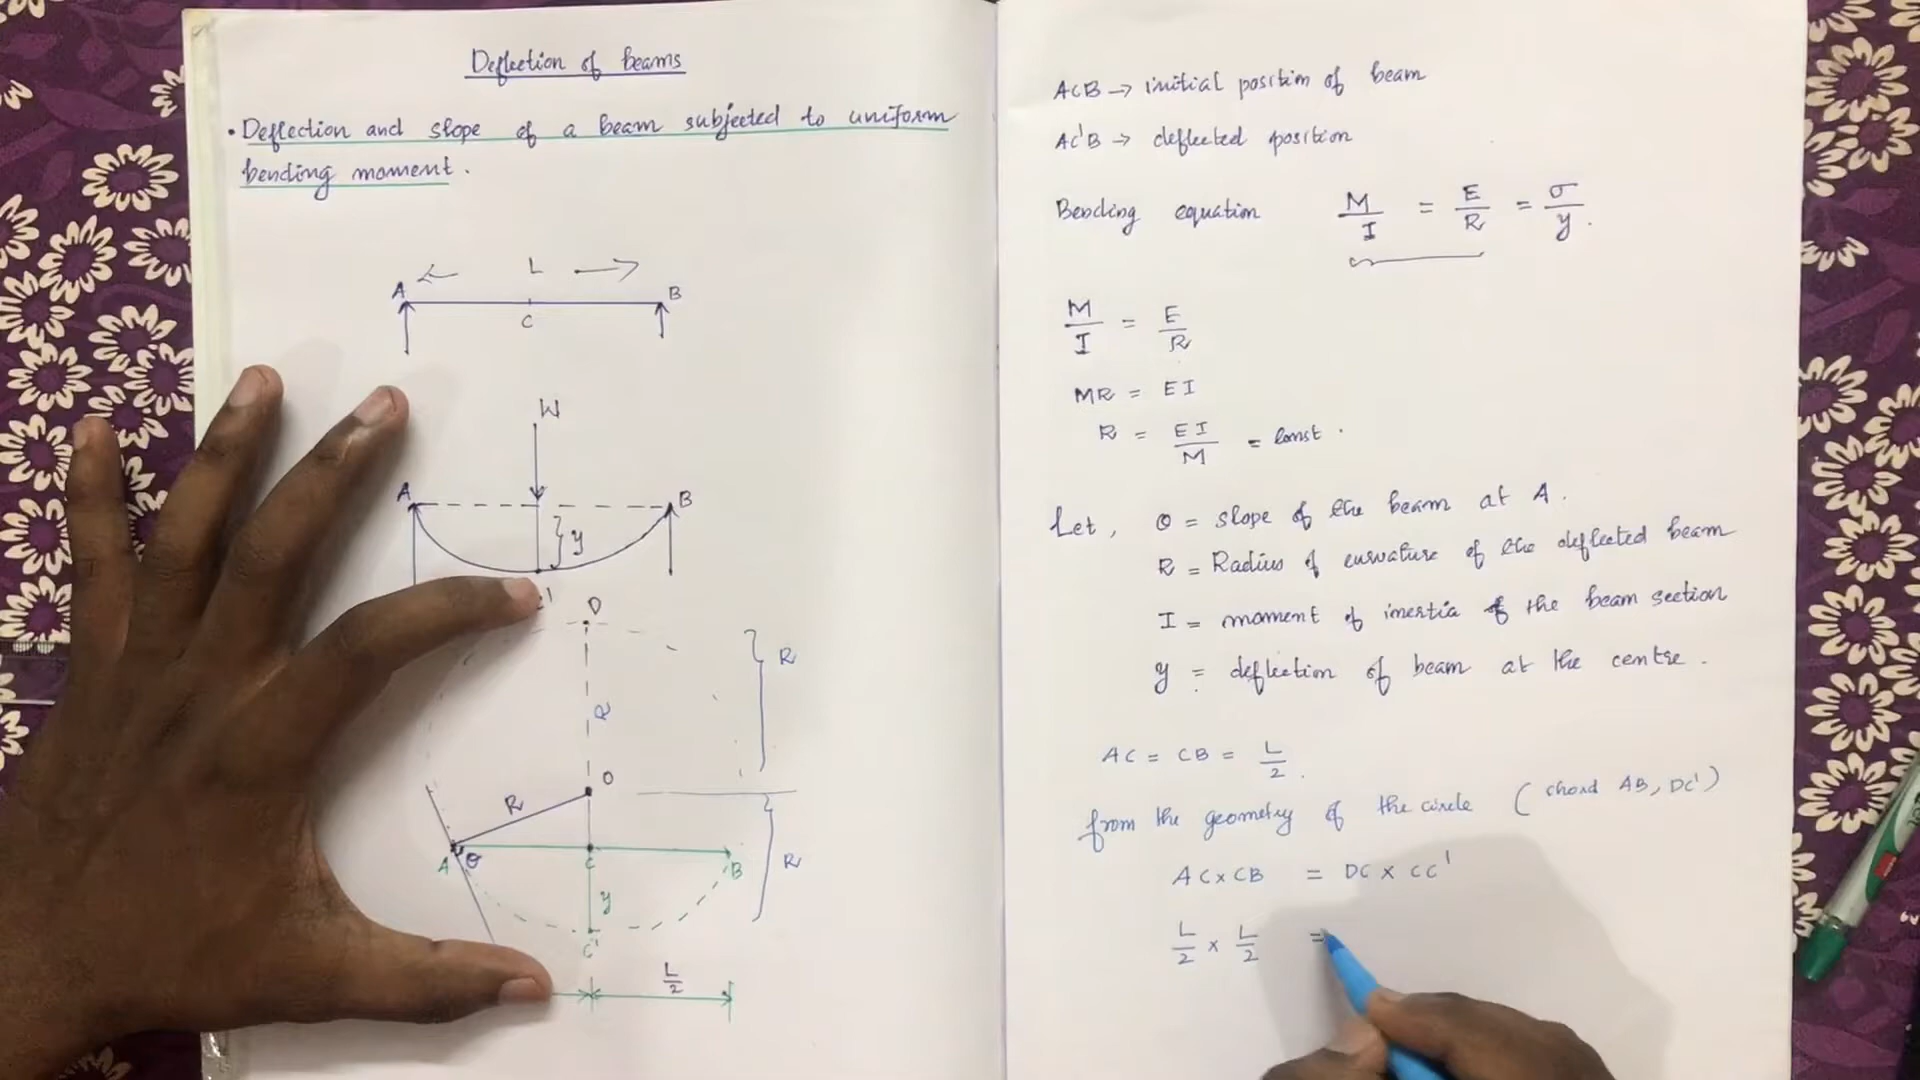 Deflection of beams
• Deflection and slope of a beam subjected to uniform
bending moment.
L
A B
C
W
A B
y
C'
D
R
R
O
R
A θ C B
R
y
C'
L/2
ACB → initial position of beam
AC'B → deflected position
Bending equation M/I = E/R = σ/y.
M/I = E/R
MR = EI
R = EI/M = Const.
Let, θ = slope of the beam at A.
R = Radius of curvature of the deflected beam
I = moment of inertia of the beam section
y = deflection of beam at the centre.
AC = CB = L/2.
from the geometry of the circle (chord AB, DC')
AC×CB = DC × CC'
L/2 × L/2 =